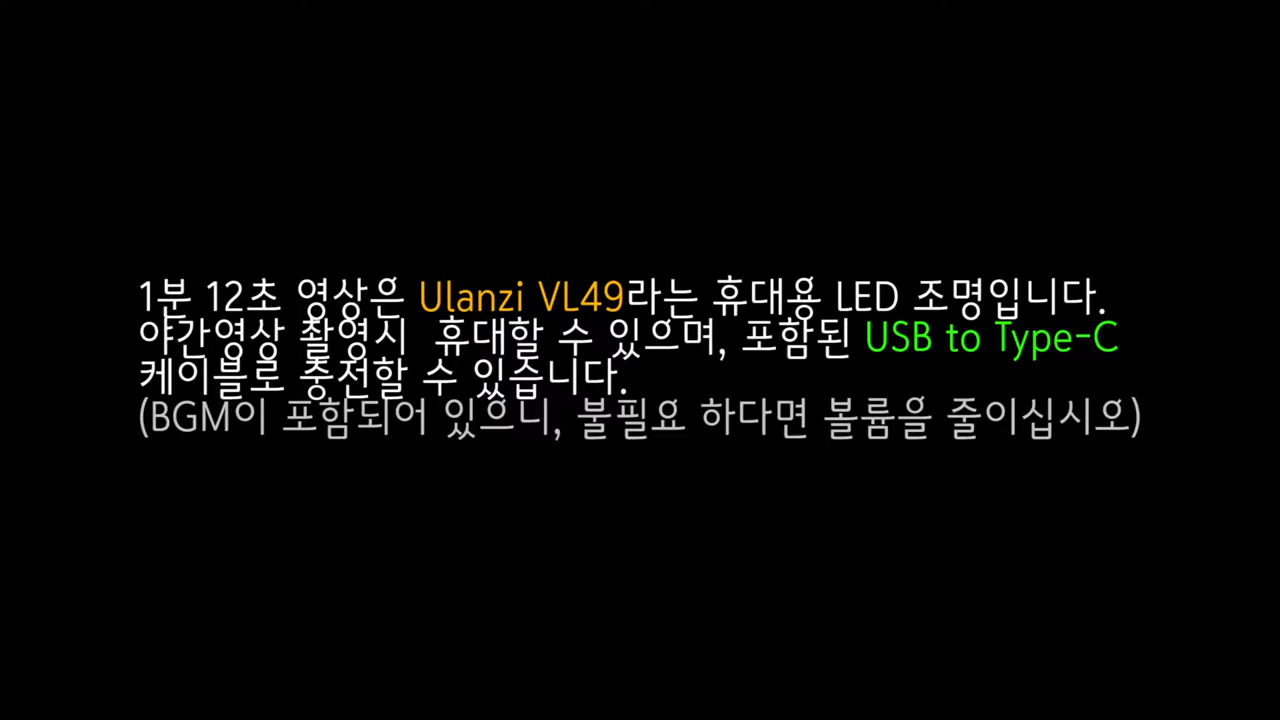 1분 12초 영상은 Ulanzi VL49라는 휴대용 LED 조명입니다.
야간영상 촬영시  휴대할 수 있으며, 포함된 USB to Type-C
케이블로 충전할 수 있습니다.
(BGM이 포함되어 있으니, 불필요 하다면 볼륨을 줄이십시오)